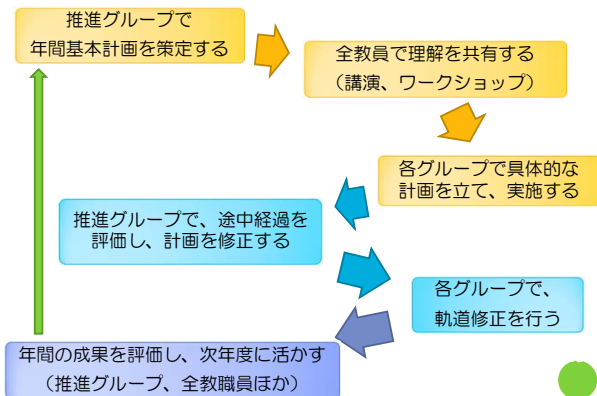 推進グループで
年間基本計画を策定する
全教員で理解を共有する
(講演、ワークショップ)
各グループで具体的な
計画を立て、実施する
推進グループで、途中経過を
評価し、計画を修正する
各グループで、
軌道修正を行う
年間の成果を評価し、次年度に活かす
(推進グループ、全教職員ほか)